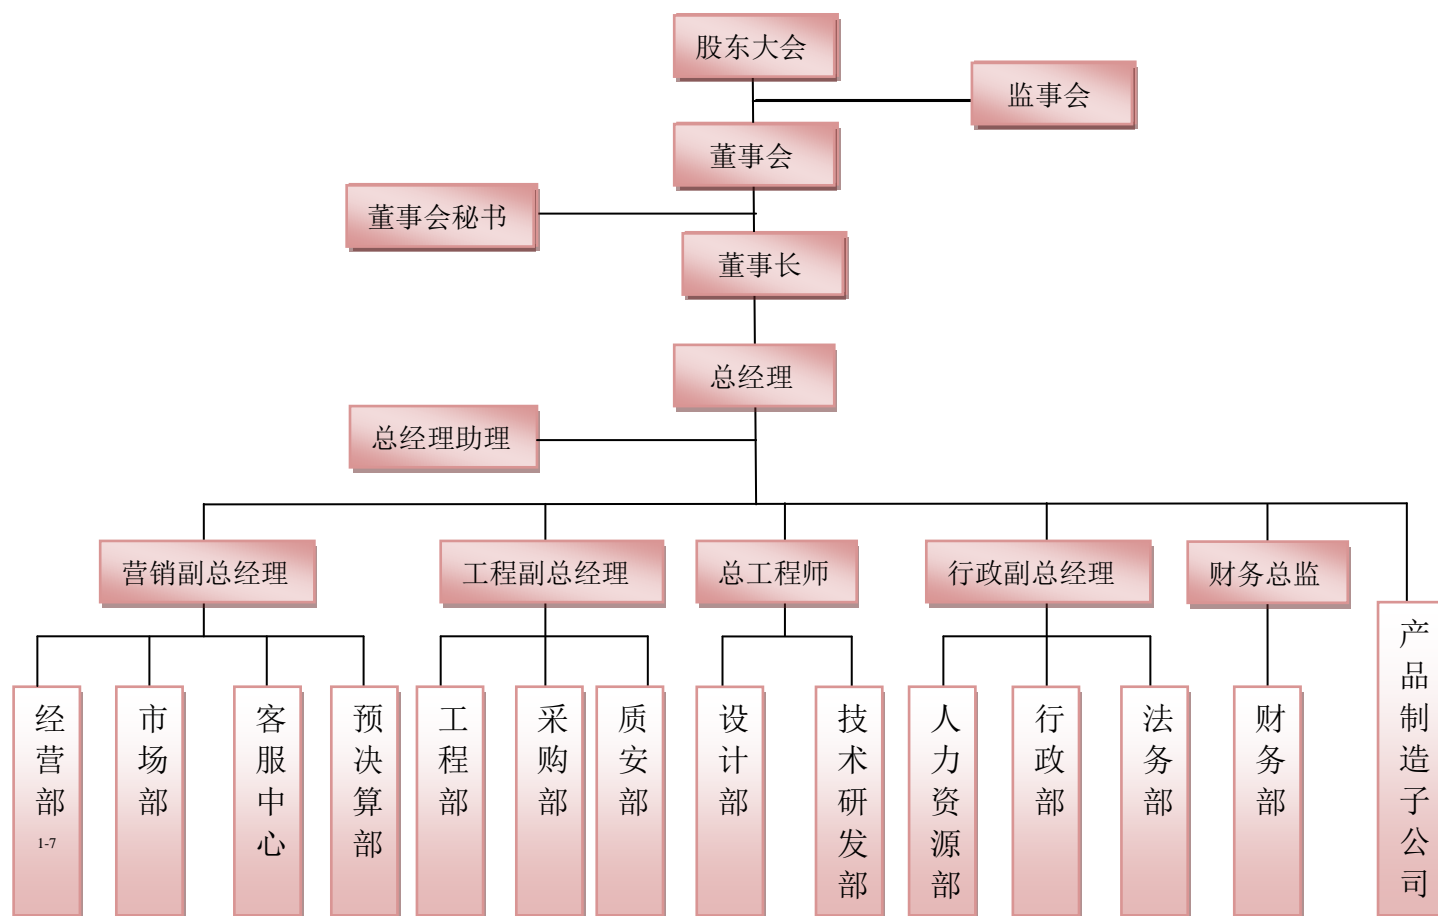 股东大会
监事会
董事会
董事会秘书
董事长
总经理
总经理助理
营销副总经理
工程副总经理
总工程师
行政副总经理
财务总监
经营部
1-7
市场部
客服中心
预决算部
工程部
采购部
质安部
设计部
技术研发部
人力资源部
行政部
法务部
财务部
产品制造子公司